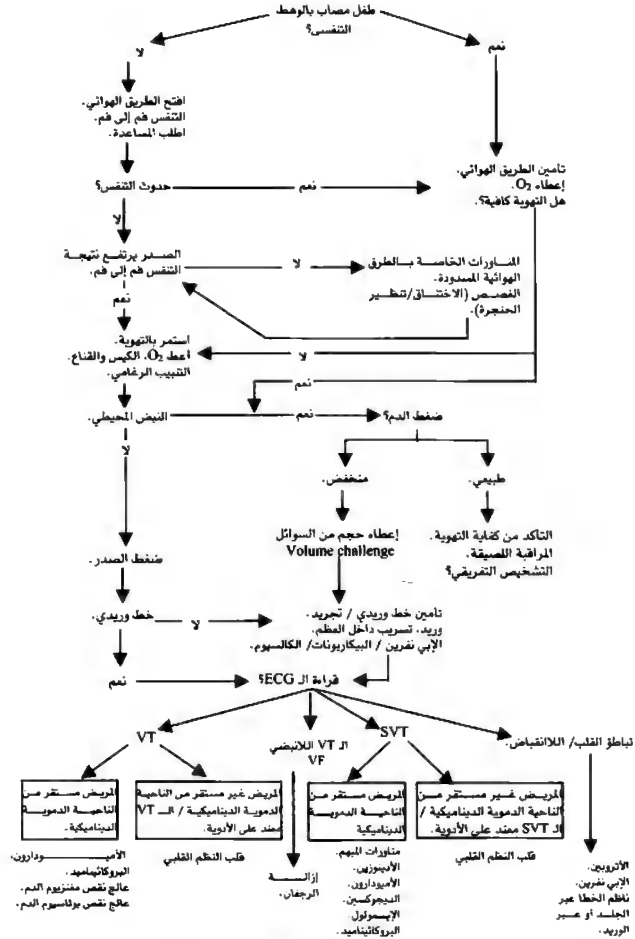 طفل مصاب بالوهط
التنفسي؟
لا
نعم
افتح الطريق الهوائي.
التنفس فم إلى فم.
اطلب المساعدة.
تأمين الطريق الهوائي.
إعطاء O2.
هل التهوية كافية؟.
حدوث التنفس؟
نعم
لا
الصدر يرتفع نتيجة
التنفس فم إلى فم.
لا
المناورات الخاصة بالطرق
الهوائية المسدودة.
الغصص (الاختناق/تنظير
الحنجرة).
نعم
استمر بالتهوية.
أعط O2، الكيس والقناع.
التنبيب الرغامي.
لا
نعم
النبض المحيطي.
نعم
ضغط الدم؟
لا
منخفض.
طبيعي.
إعطاء حجم من السوائل
Volume challenge
التأكد من كفاية التهوية.
المراقبة اللصيقة.
التشخيص التفريقي؟
ضغط الصدر.
خط وريدي.
لا
تأمين خط وريدي / تجريد
وريد، تسريب داخل العظم.
الإبي نفرين / البيكاربونات/ الكالسيوم.
نعم
قراءة الـ ECG؟
VT
الـ VT اللانبضي
VF
SVT
تباطؤ القلب/ اللاانقباض.
المريض مستقر من
الناحية الدموية
الديناميكية.
المريض غير مستقر من الناحية
الدموية الديناميكية / الـ VT
معند على الأدوية.
المريض مستقر من
الناحية الدموية
الديناميكية
المريض غير مستقر من
الناحية الدموية الديناميكية /
الـ SVT معند على الأدوية.
الأميودارون.
البروكائيناميد.
عالج نقص مغنزيوم الدم.
عالج نقص بوتاسيوم الدم.
قلب النظم القلبي
إزالة
الرجفان.
مناورات المبهم.
الأدينوزين.
الأميودارون.
الديجوكسين.
الإيسمولول.
البروكائيناميد.
قلب النظم القلبي
الأتروبين.
الإبي نفرين.
ناظم الخطا عبر
الجلد أو عبر
الوريد.